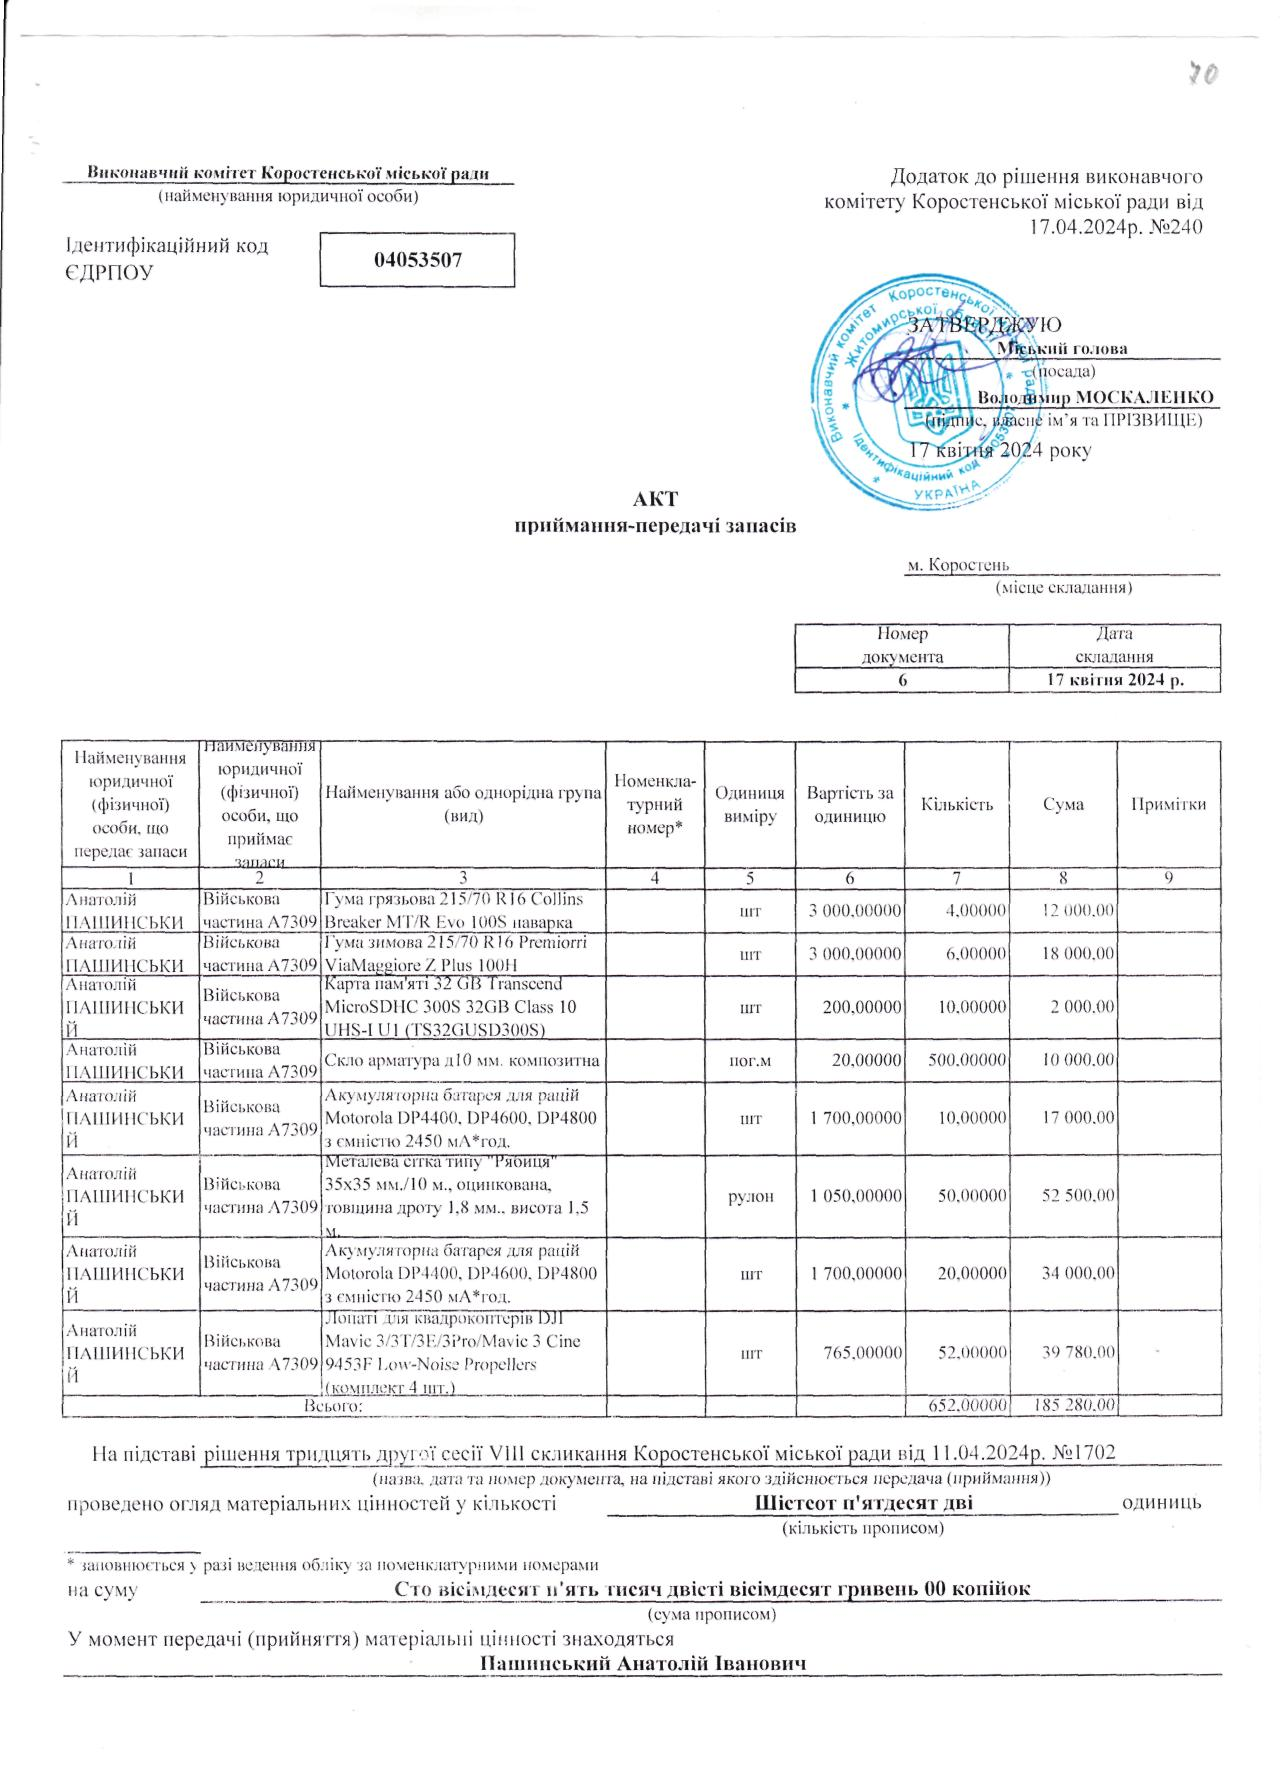 70
Виконавчий комітет Коростенської міської ради
(найменування юридичної особи)
Ідентифікаційний код
ЄДРПОУ
04053507
Додаток до рішення виконавчого
комітету Коростенської міської ради від
17.04.2024р. №240
ЗАТВЕРДЖУЮ
Міський голова
(посада)
Володимир МОСКАЛЕНКО
(підпис, власне ім’я та ПРІЗВИЩЕ)
17 квітня 2024 року
Виконавчий комітет Коростенської міської ради
Житомирської області
Ідентифікаційний код 04053507
УКРАЇНА
АКТ
приймання-передачі запасів
м. Коростень
(місце складання)
Номер документа | Дата складання
6 | 17 квітня 2024 р.
Найменування юридичної (фізичної) особи, що передає запаси | Найменування юридичної (фізичної) особи, що приймає запаси | Найменування або однорідна група (вид) | Номенкла-турний номер* | Одиниця виміру | Вартість за одиницю | Кількість | Сума | Примітки
1 | 2 | 3 | 4 | 5 | 6 | 7 | 8 | 9
Анатолій ПАШИНСЬКИ | Військова частина А7309 | Гума грязьова 215/70 R16 Collins Breaker MT/R Evo 100S наварка | шт | 3 000,00000 | 4,00000 | 12 000,00
Анатолій ПАШИНСЬКИ | Військова частина А7309 | Гума зимова 215/70 R16 Premiorri ViaMaggiore Z Plus 100H | шт | 3 000,00000 | 6,00000 | 18 000,00
Анатолій ПАШИНСЬКИЙ | Військова частина А7309 | Карта пам'яті 32 GB Transcend MicroSDHC 300S 32GB Class 10 UHS-I U1 (TS32GUSD300S) | шт | 200,00000 | 10,00000 | 2 000,00
Анатолій ПАШИНСЬКИ | Військова частина А7309 | Скло арматура д10 мм. композитна | пог.м | 20,00000 | 500,00000 | 10 000,00
Анатолій ПАШИНСЬКИЙ | Військова частина А7309 | Акумуляторна батарея для рацій Motorola DP4400, DP4600, DP4800 з ємністю 2450 мА*год. | шт | 1 700,00000 | 10,00000 | 17 000,00
Анатолій ПАШИНСЬКИЙ | Військова частина А7309 | Металева сітка типу "Рябиця" 35х35 мм./10 м., оцинкована, товщина дроту 1,8 мм., висота 1,5 м. | рулон | 1 050,00000 | 50,00000 | 52 500,00
Анатолій ПАШИНСЬКИЙ | Військова частина А7309 | Акумуляторна батарея для рацій Motorola DP4400, DP4600, DP4800 з ємністю 2450 мА*год. | шт | 1 700,00000 | 20,00000 | 34 000,00
Анатолій ПАШИНСЬКИЙ | Військова частина А7309 | Лопаті для квадрокоптерів DJI Mavic 3/3T/3E/3Pro/Mavic 3 Cine 9453F Low-Noise Propellers (комплект 4 шт.) | шт | 765,00000 | 52,00000 | 39 780,00
Всього: | 652,00000 | 185 280,00
На підставі рішення тридцять другої сесії VIII скликання Коростенської міської ради від 11.04.2024р. №1702
(назва, дата та номер документа, на підставі якого здійснюється передача (приймання))
проведено огляд матеріальних цінностей у кількості Шістсот п'ятдесят дві одиниць
(кількість прописом)
* заповнюється у разі ведення обліку за номенклатурними номерами
на суму Сто вісімдесят п'ять тисяч двісті вісімдесят гривень 00 копійок
(сума прописом)
У момент передачі (прийняття) матеріальні цінності знаходяться
Пашинський Анатолій Іванович